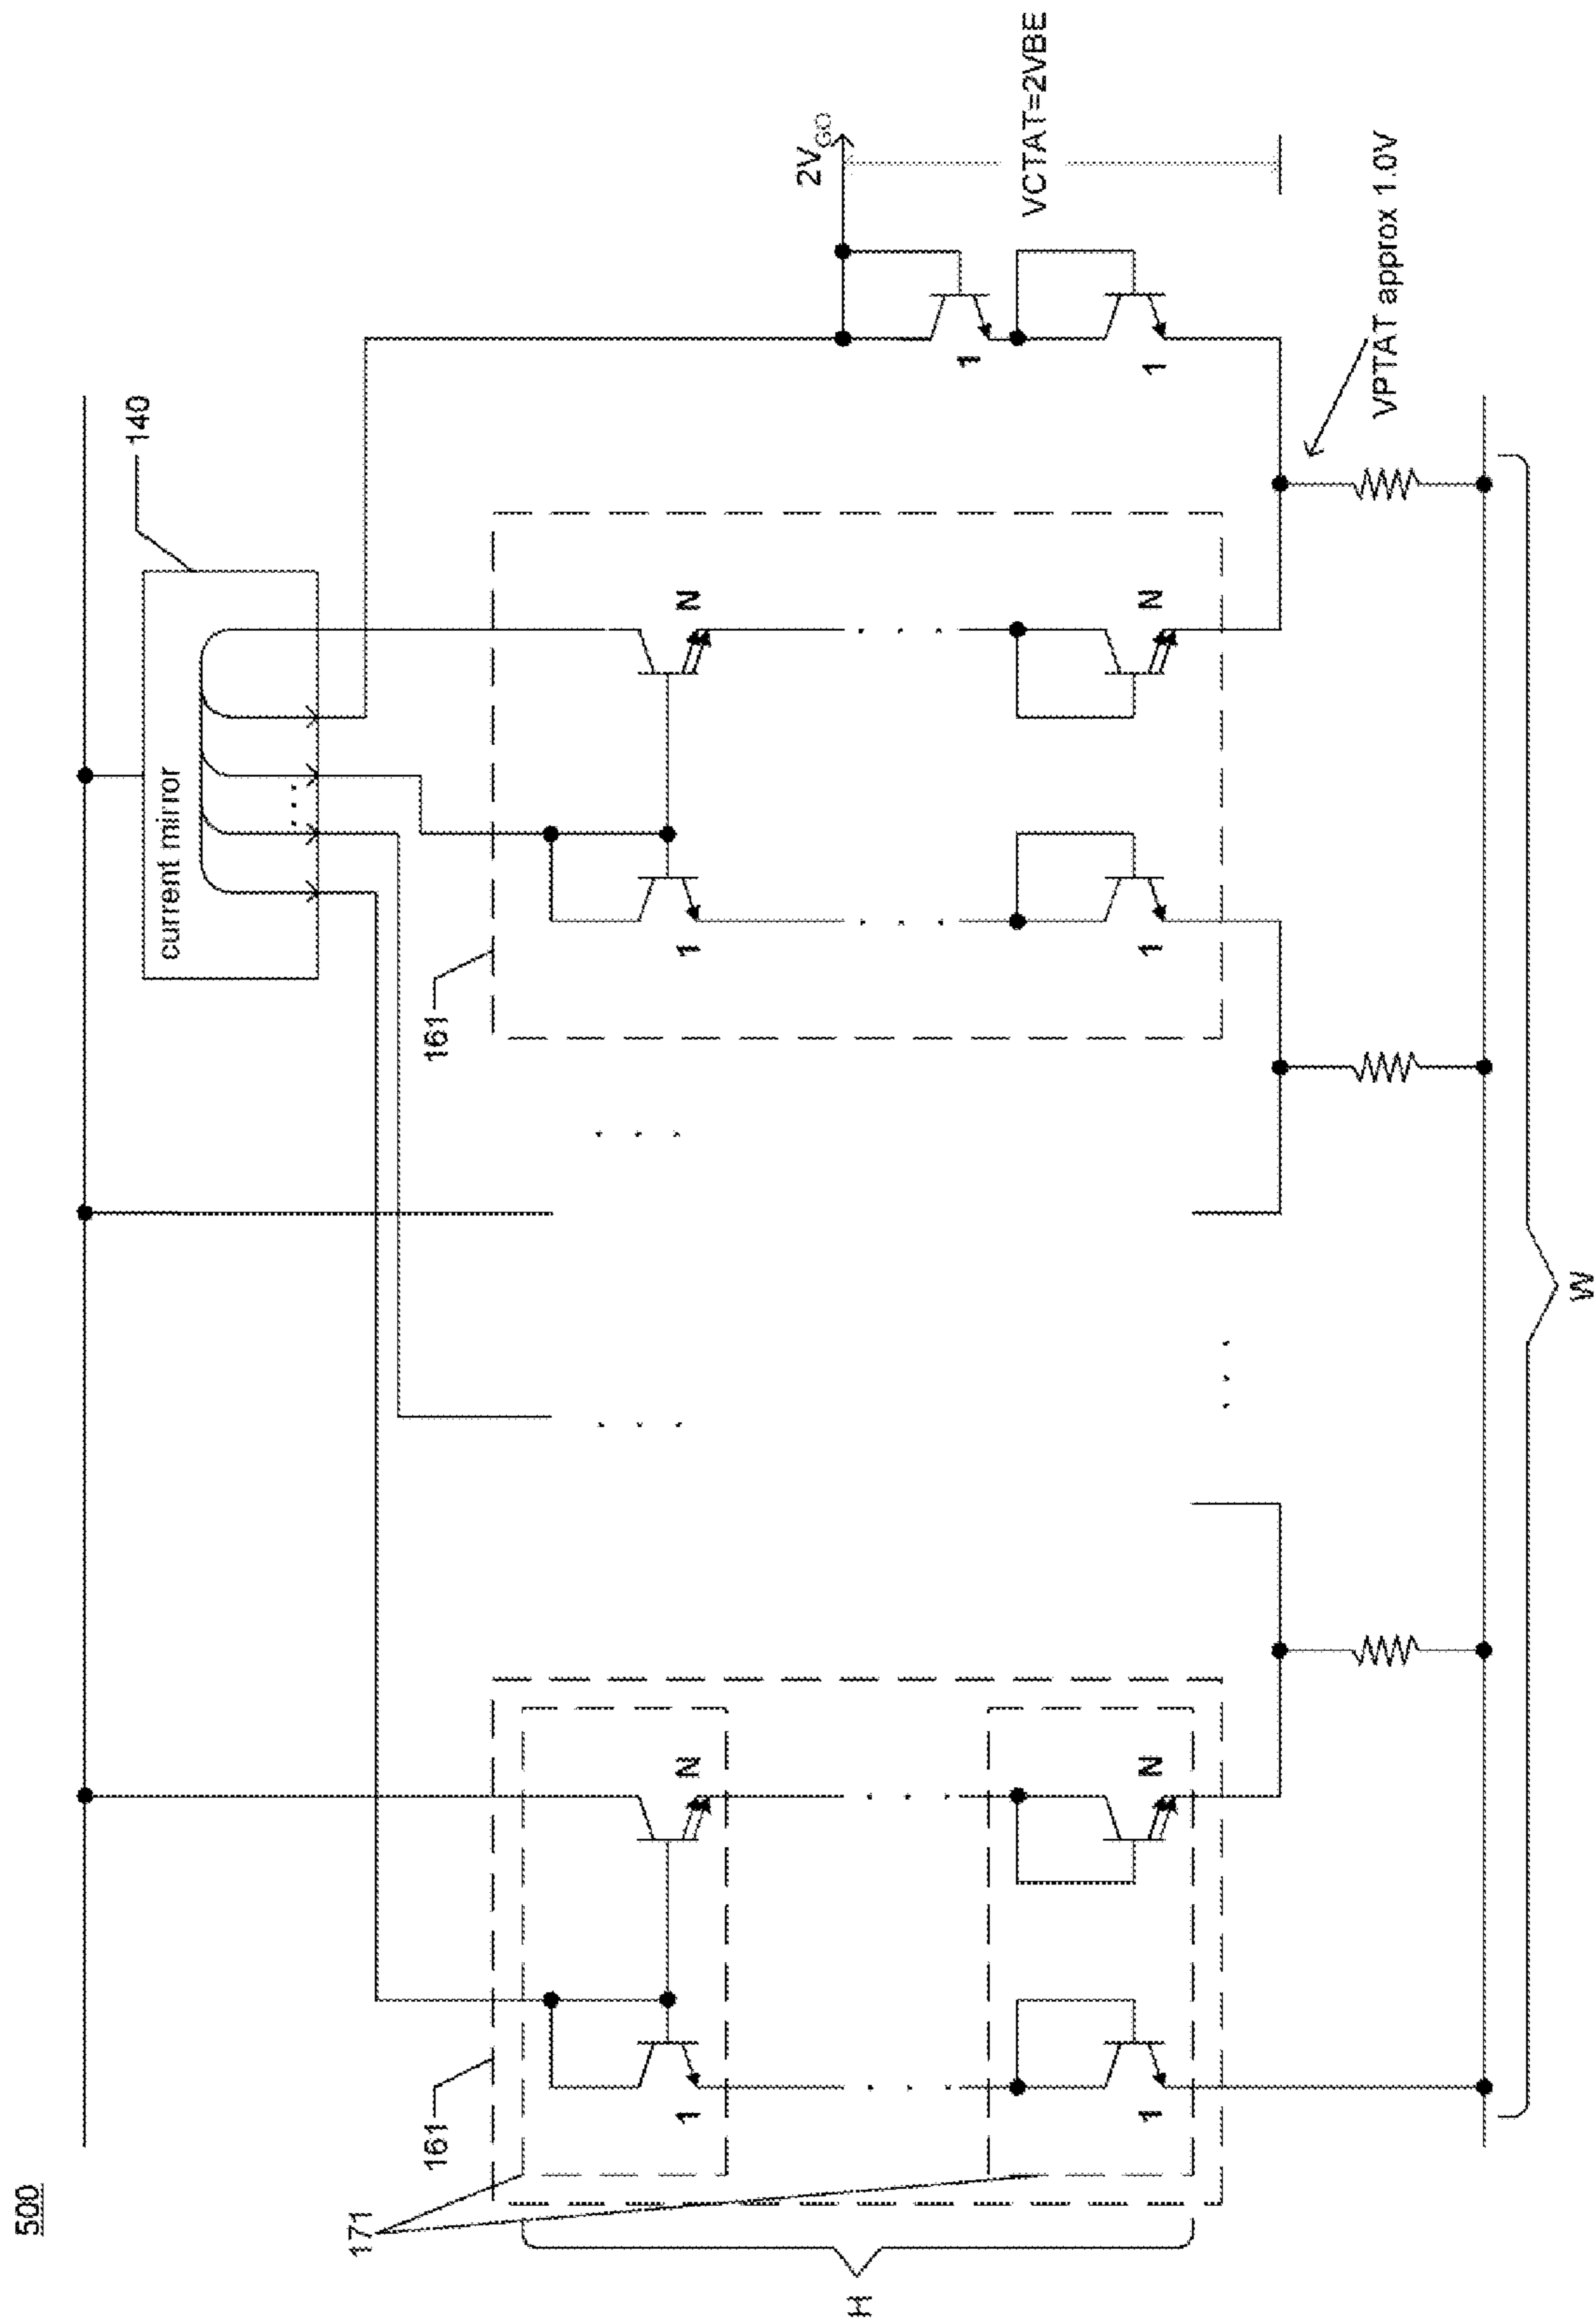 500
140
current mirror
2V_GO
VCTAT=2VBE
161
161
171
N
N
1
1
1
1
N
N
1
1
H
VPTAT approx 1.0V
W